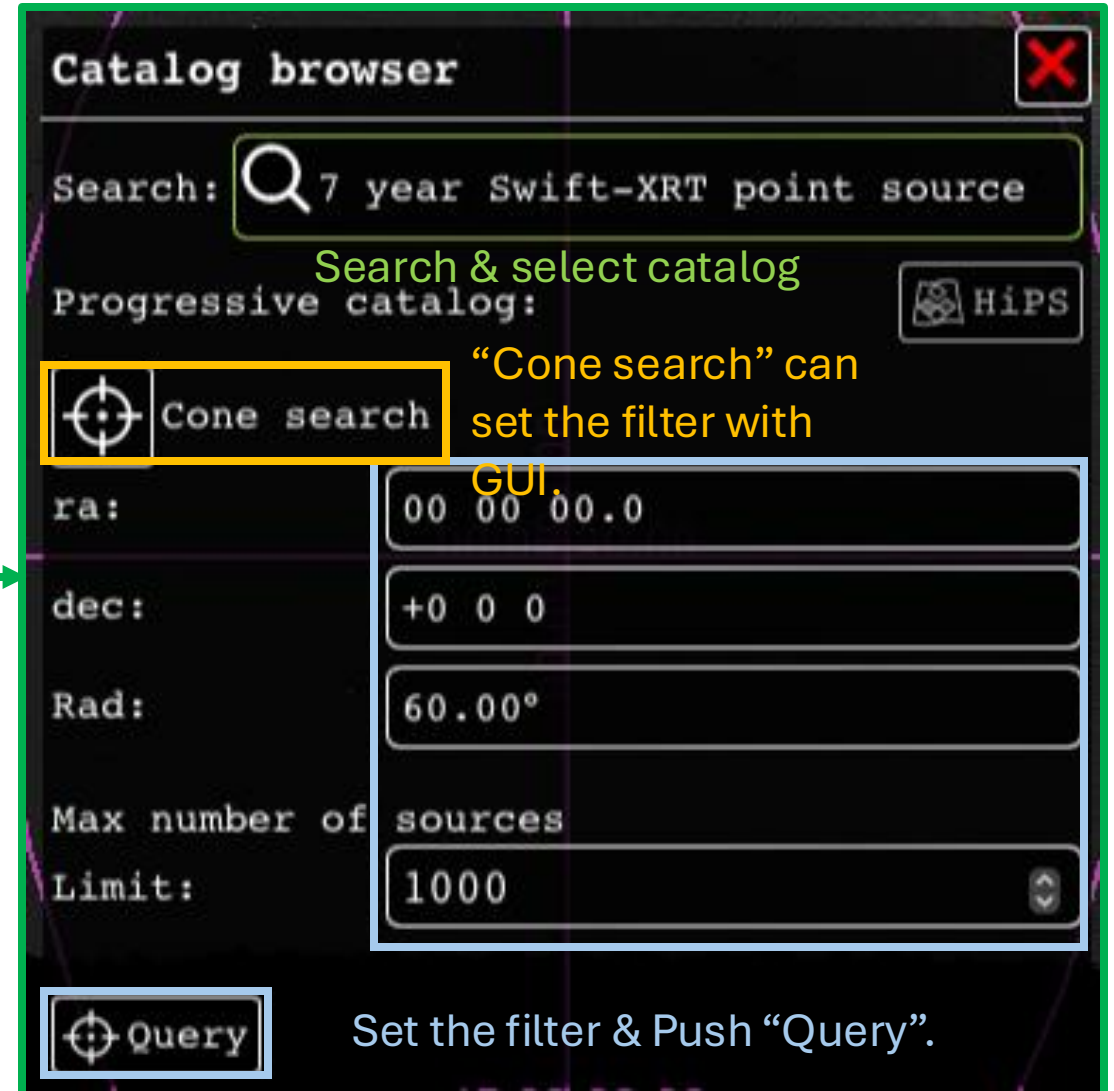 Catalog browser
Search: 7 year Swift-XRT point source
Search & select catalog
Progressive catalog: HiPS
“Cone search” can
Cone search
set the filter with
GUI.
ra: 00 00 00.0
dec: +0 0 0
Rad: 60.00°
Max number of sources
Limit: 1000
Query Set the filter & Push “Query”.